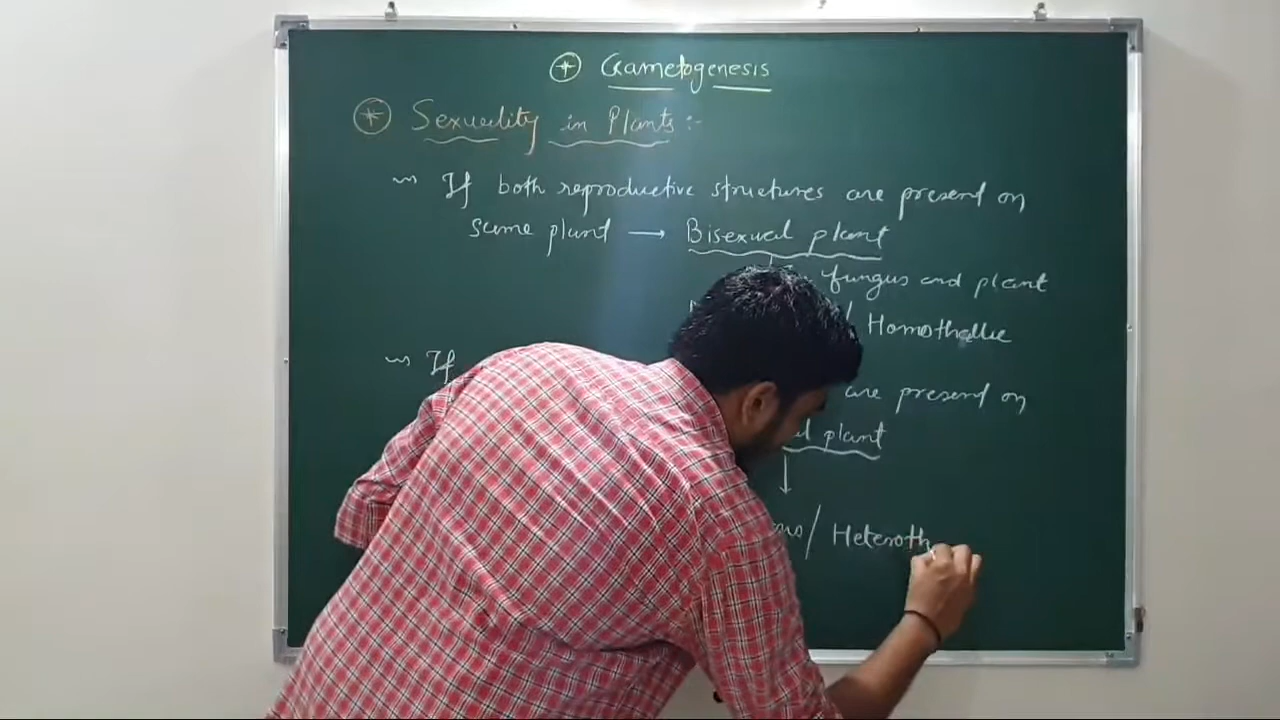 Gametogenesis
Sexuality in Plants :-
If both reproductive structures are present on
same plant → Bisexual plant
fungus and plant
/ Homothallic
If are present on
plant
↓
/ Heteroth